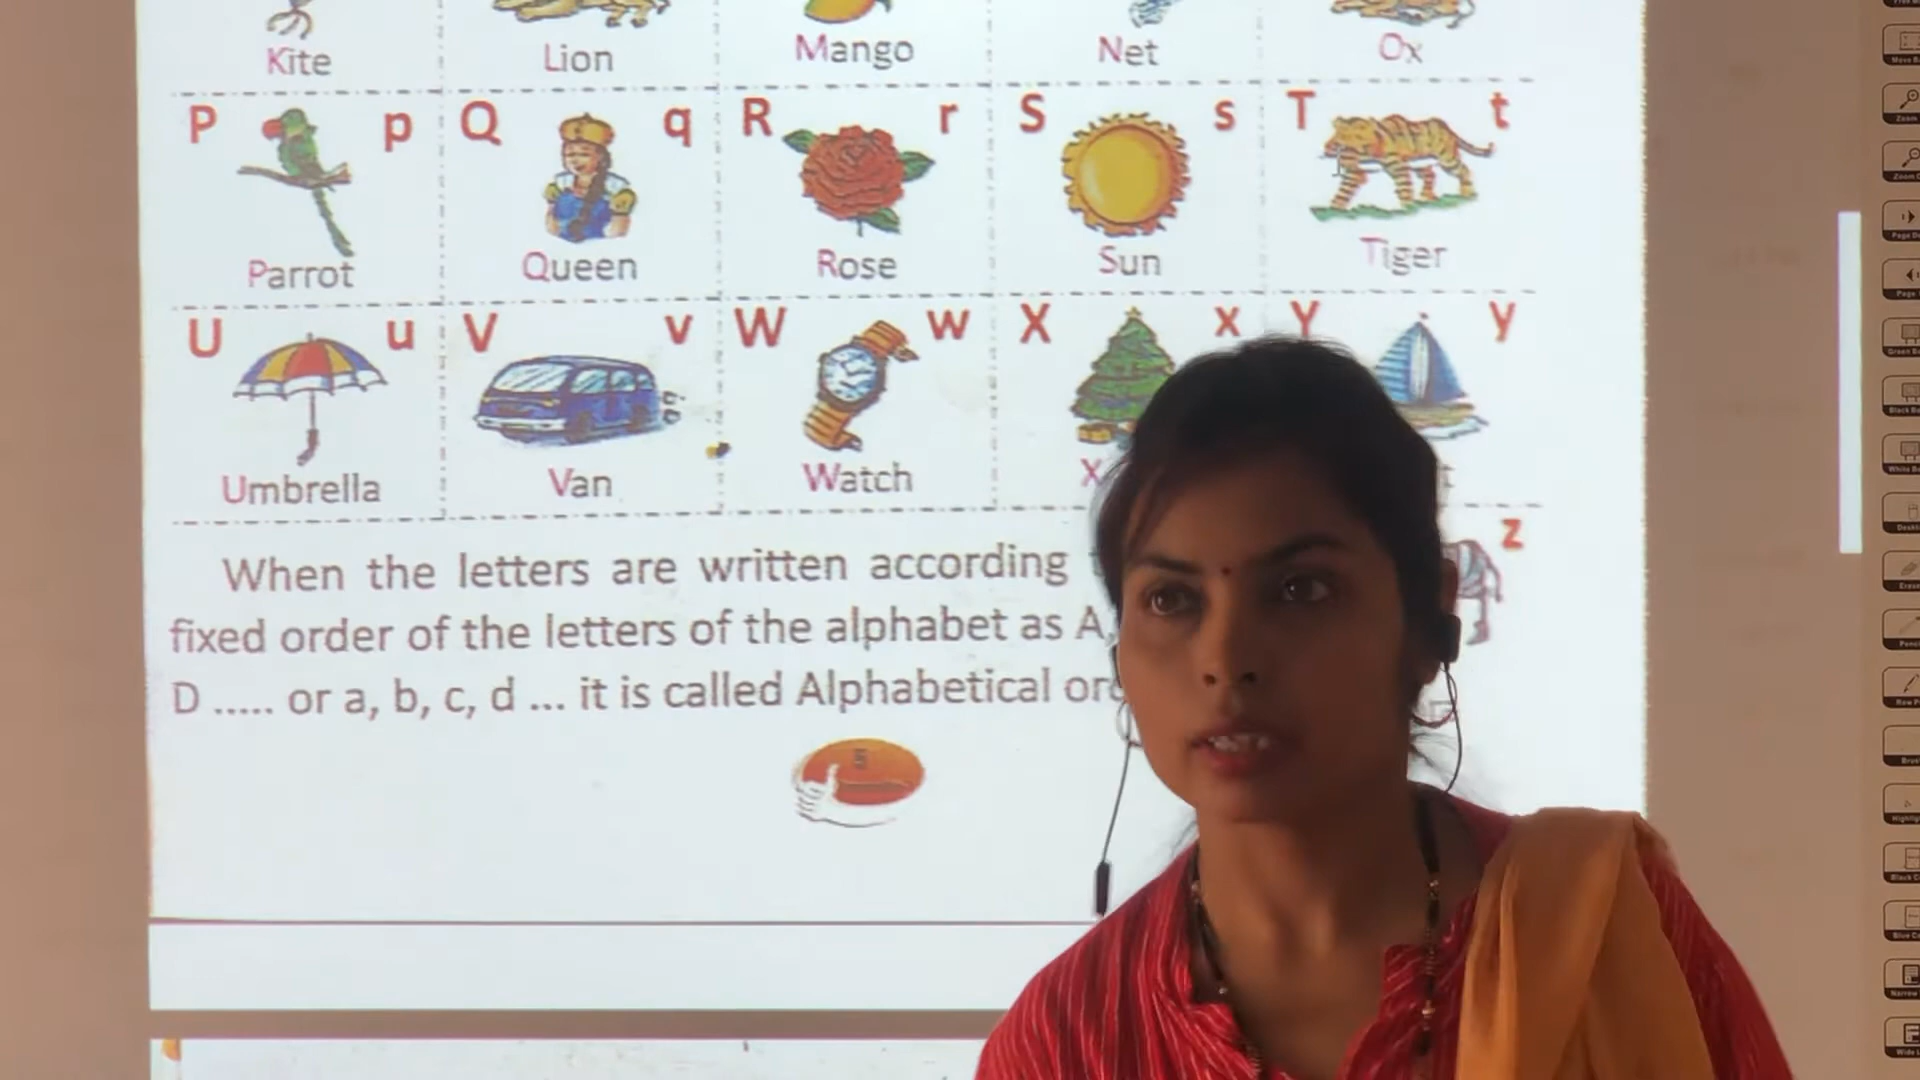 Kite Lion Mango Net Ox
P p Q q R r S s T t
Parrot Queen Rose Sun Tiger
U u V v W w X x Y y
Umbrella Van Watch
z
When the letters are written according
fixed order of the letters of the alphabet as A,
D ..... or a, b, c, d ... it is called Alphabetical
5